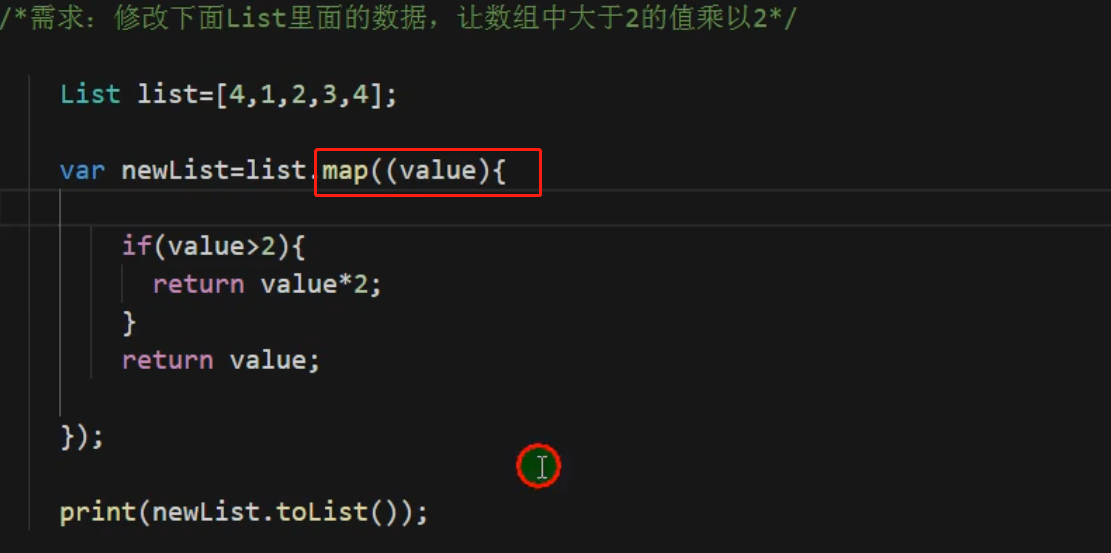 /*需求：修改下面List里面的数据，让数组中大于2的值乘以2*/
List list=[4,1,2,3,4];
var newList=list.map((value){
if(value>2){
return value*2;
}
return value;
});
print(newList.toList());